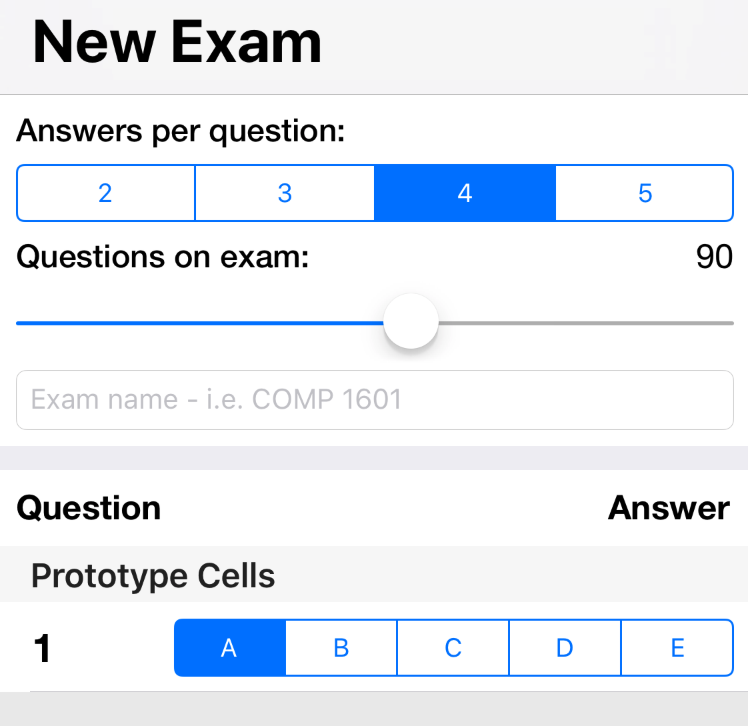 New Exam
Answers per question:
2 3 4 5
Questions on exam: 90
Exam name - i.e. COMP 1601
Question Answer
Prototype Cells
1 A B C D E